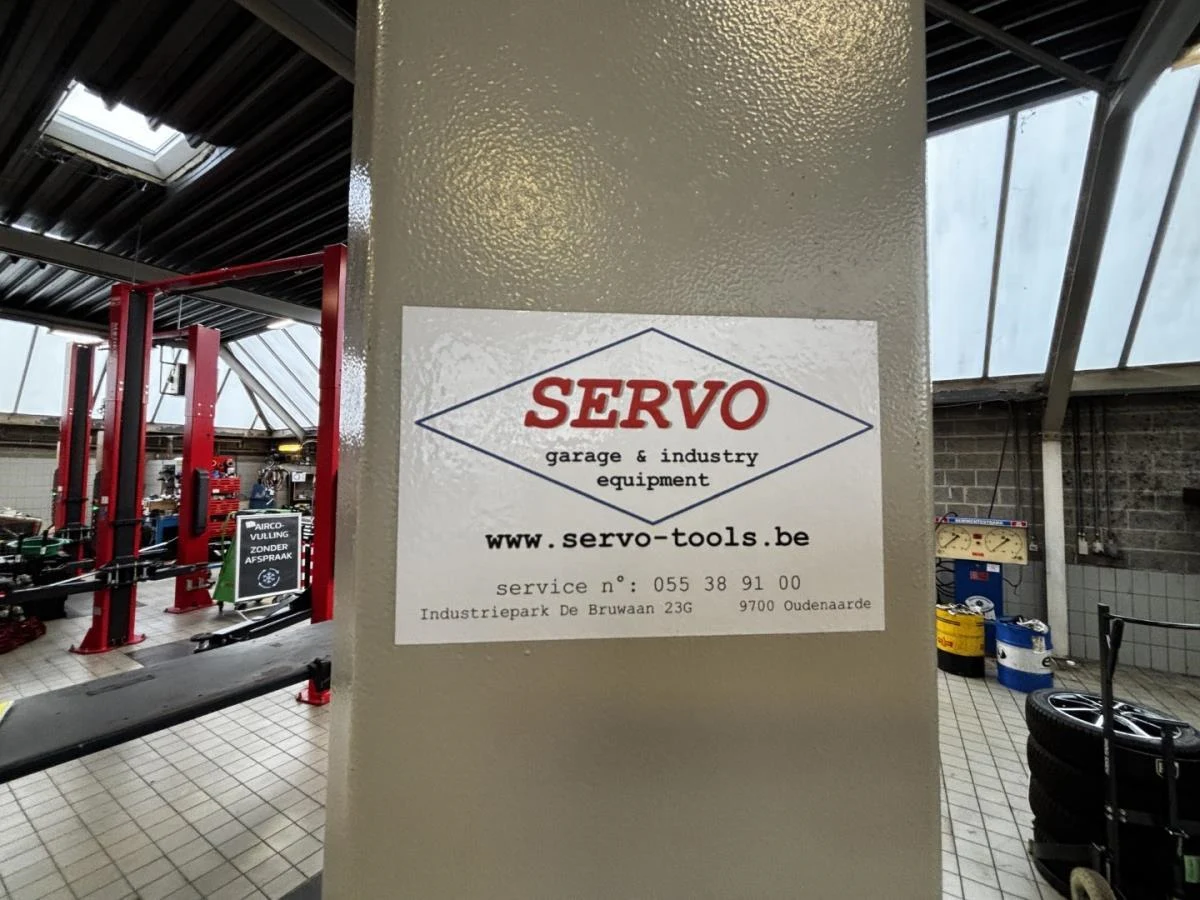 SERVO
garage & industry
equipment
www.servo-tools.be
service n°: 055 38 91 00
Industriepark De Bruwaan 23G 9700 Oudenaarde
AIRCO-
VULLING
ZONDER
AFSPRAAK